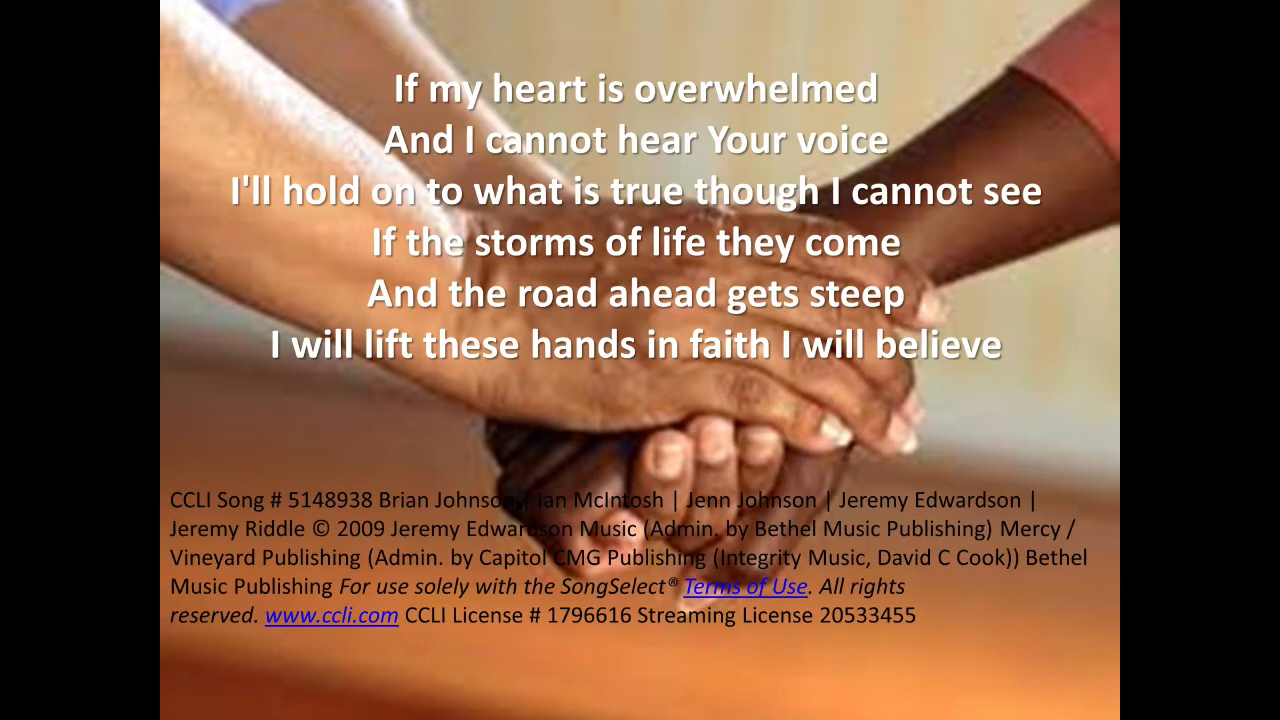 If my heart is overwhelmed
And I cannot hear Your voice
I'll hold on to what is true though I cannot see
If the storms of life they come
And the road ahead gets steep
I will lift these hands in faith I will believe
CCLI Song # 5148938 Brian Johnson | Ian McIntosh | Jenn Johnson | Jeremy Edwardson |
Jeremy Riddle © 2009 Jeremy Edwardson Music (Admin. by Bethel Music Publishing) Mercy /
Vineyard Publishing (Admin. by Capitol CMG Publishing (Integrity Music, David C Cook)) Bethel
Music Publishing For use solely with the SongSelect® Terms of Use. All rights
reserved. www.ccli.com CCLI License # 1796616 Streaming License 20533455